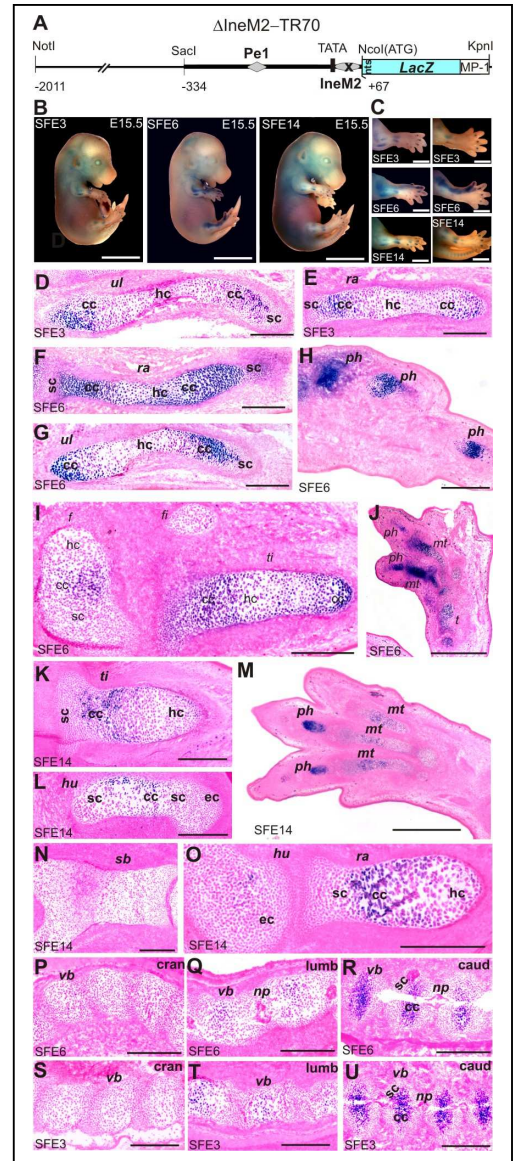 A
ΔIneM2–TR70
NotI SacI Pe1 TATA NcoI(ATG) KpnI
X nts LacZ MP-1
IneM2
-2011 -334 +67
B SFE3 E15.5 SFE6 E15.5 SFE14 E15.5
C
SFE3 SFE3
SFE6 SFE6
SFE14 SFE14
D ul cc hc cc sc SFE3
E ra sc cc hc cc SFE3
F ra sc cc hc sc SFE6
G ul hc cc cc sc SFE6
H ph ph ph SFE6
I f fi ti hc cc sc cc hc cc SFE6
J ph mt ph mt t SFE6
K ti sc cc hc SFE14
L hu sc cc sc ec SFE14
M ph mt mt ph mt SFE14
N sb SFE14
O hu ra sc cc hc ec SFE14
P cran vb SFE6
Q lumb vb np SFE6
R vb caud sc np cc SFE6
S cran vb SFE3
T lumb vb SFE3
U vb caud sc np cc SFE3